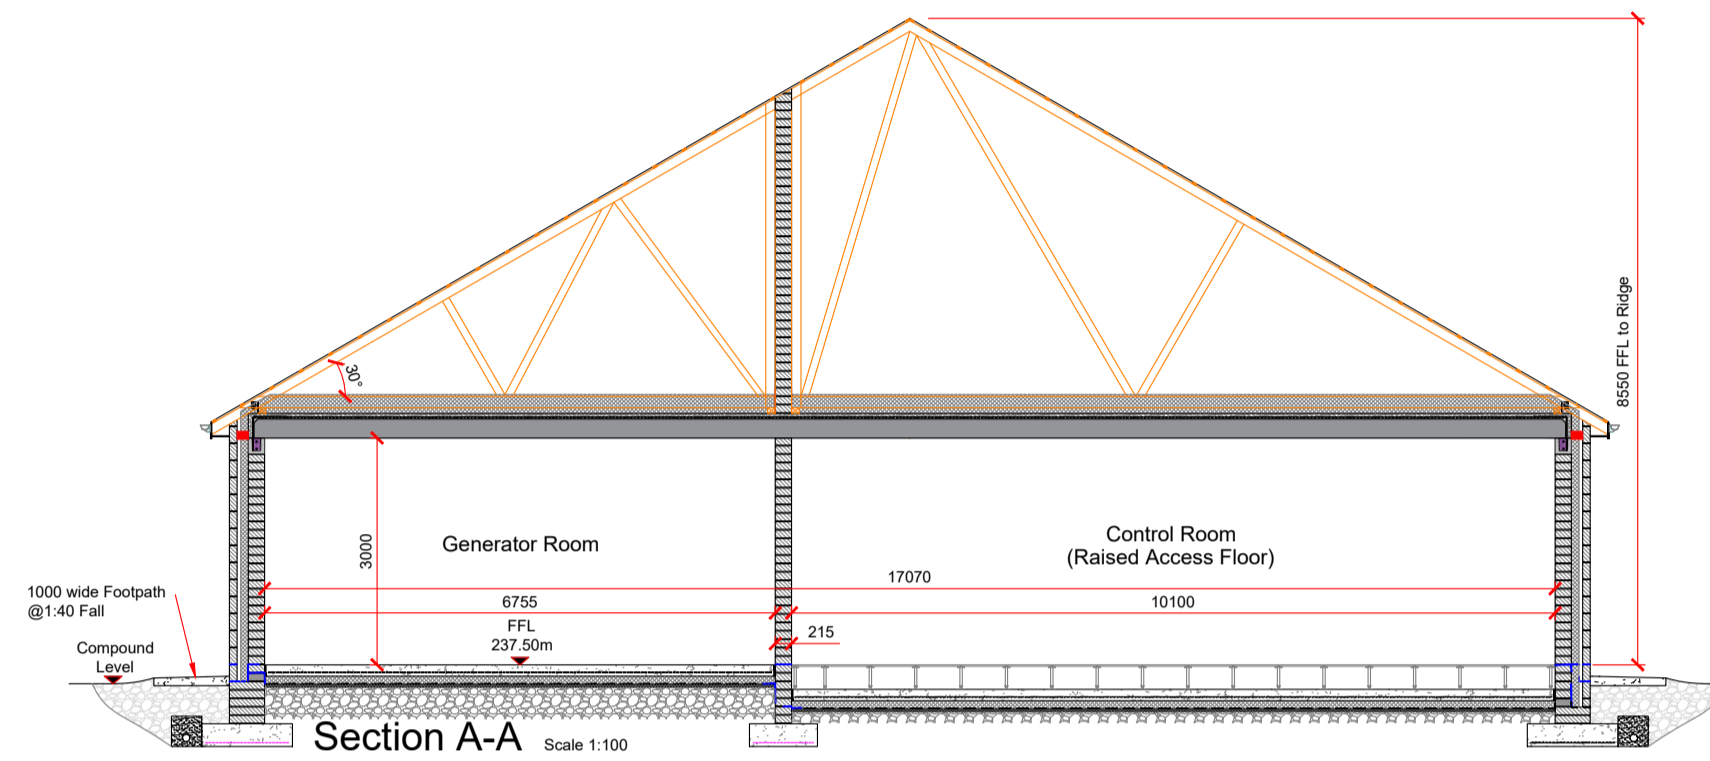 8550 FFL to Ridge
30°
3000
Generator Room
Control Room
(Raised Access Floor)
17070
6755
10100
FFL
237.50m
215
1000 wide Footpath
@1:40 Fall
Compound
Level
Section A-A
Scale 1:100